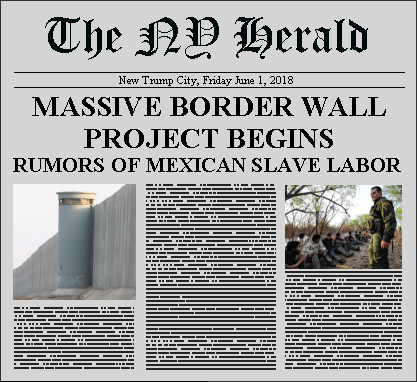 The NY Herald
New Trump City, Friday June 1, 2018
MASSIVE BORDER WALL
PROJECT BEGINS
RUMORS OF MEXICAN SLAVE LABOR